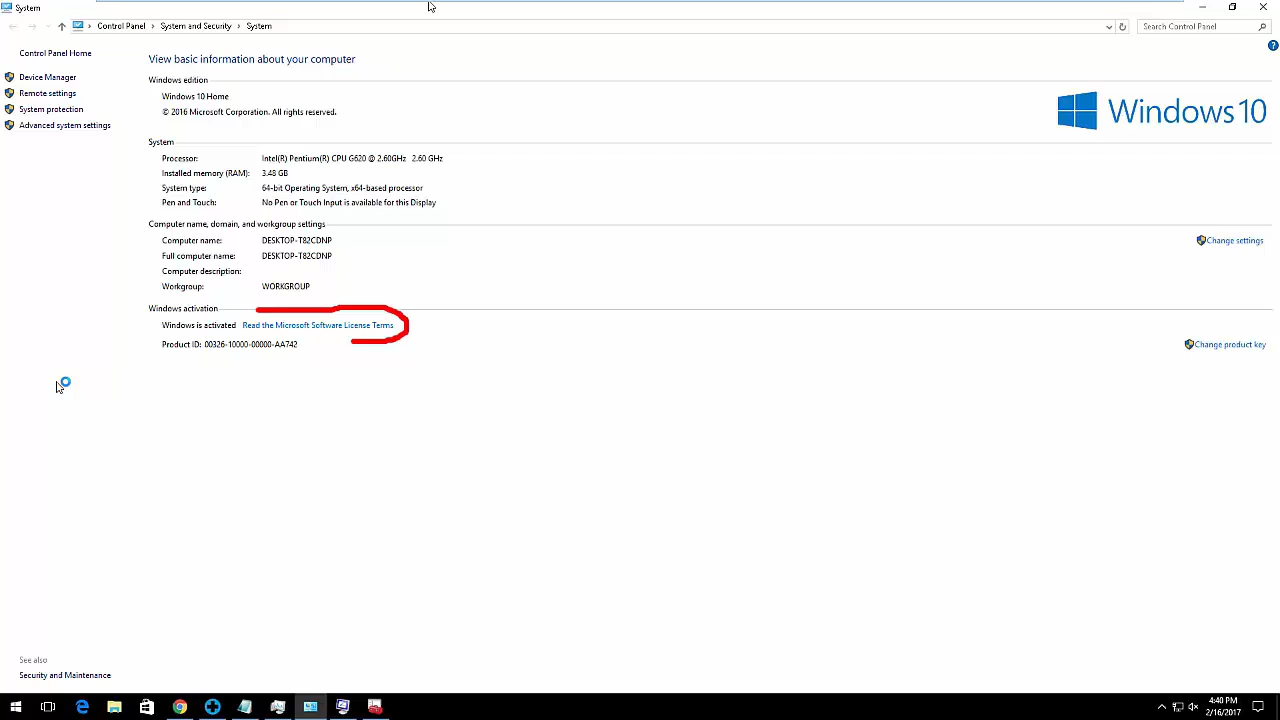 System
Control Panel > System and Security > System
Search Control Panel
Control Panel Home
Device Manager
Remote settings
System protection
Advanced system settings
View basic information about your computer
Windows edition
Windows 10 Home
© 2016 Microsoft Corporation. All rights reserved.
Windows 10
System
Processor: Intel(R) Pentium(R) CPU G620 @ 2.60GHz 2.60 GHz
Installed memory (RAM): 3.48 GB
System type: 64-bit Operating System, x64-based processor
Pen and Touch: No Pen or Touch Input is available for this Display
Computer name, domain, and workgroup settings
Computer name: DESKTOP-T82CDNP
Change settings
Full computer name: DESKTOP-T82CDNP
Computer description:
Workgroup: WORKGROUP
Windows activation
Windows is activated Read the Microsoft Software License Terms
Product ID: 00326-10000-00000-AA742
Change product key
See also
Security and Maintenance
4:40 PM
2/16/2017